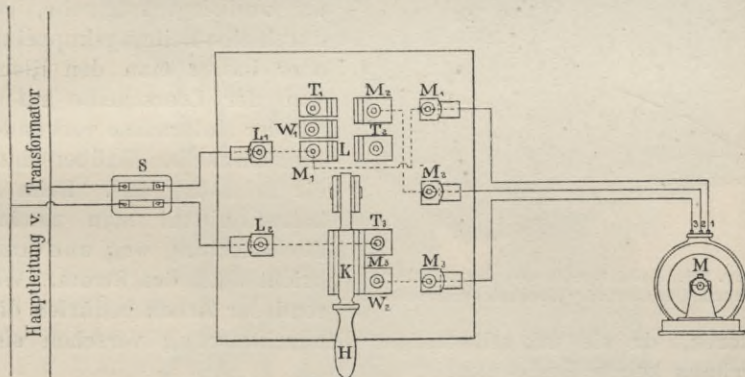 Hauptleitung v. Transformator
S
L₁
L₂
T₁
W₁
M₁
L
M₂
T₂
M₁
M₂
T₃
M₃
W₂
M₃
K
H
3 2 1
M